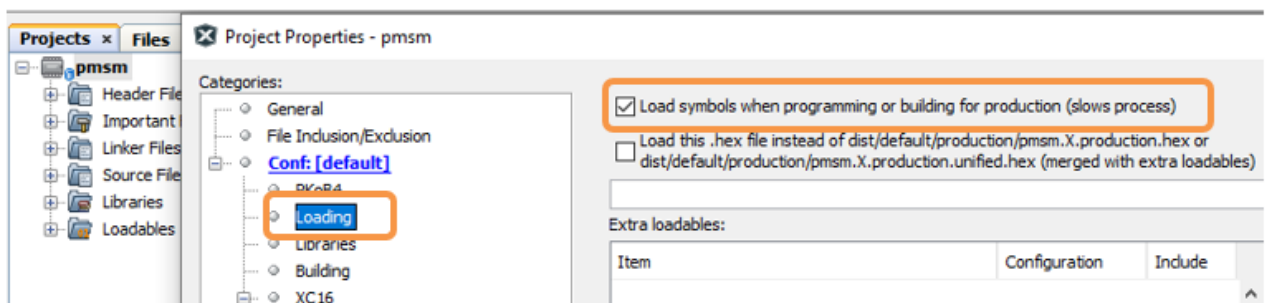 Projects × Files
Project Properties - pmsm
pmsm
Header File
Important
Linker Files
Source File
Libraries
Loadables
Categories:
General
File Inclusion/Exclusion
Conf: [default]
PKoB4
Loading
Libraries
Building
XC16
Load symbols when programming or building for production (slows process)
Load this .hex file instead of dist/default/production/pmsm.X.production.hex or
dist/default/production/pmsm.X.production.unified.hex (merged with extra loadables)
Extra loadables:
Item Configuration Include